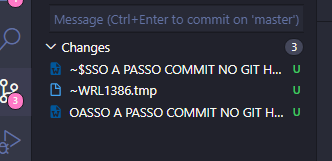 Message (Ctrl+Enter to commit on 'master')
Changes 3
~$SSO A PASSO COMMIT NO GIT H... U
~WRL1386.tmp U
OASSO A PASSO COMMIT NO GIT H... U
3